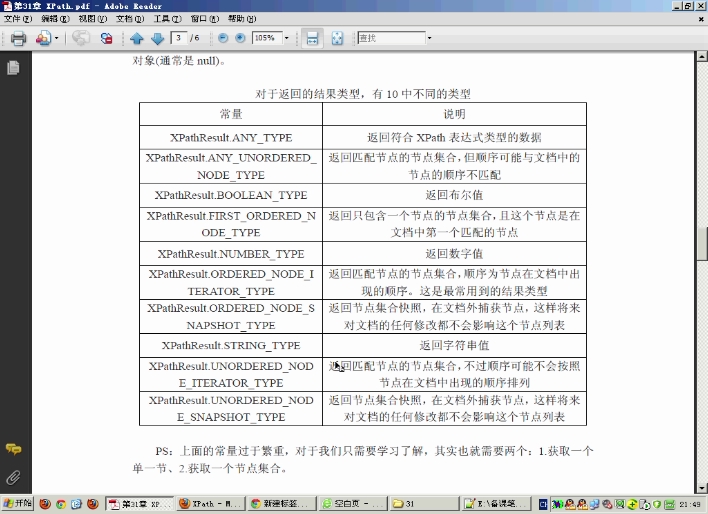 第31章 XPath.pdf - Adobe Reader
文件(F) 编辑(E) 视图(V) 文档(D) 工具(T) 窗口(W) 帮助(H)
3 / 6 105% 查找
对象(通常是 null)。
对于返回的结果类型，有 10 中不同的类型
常量 说明
XPathResult.ANY_TYPE 返回符合 XPath 表达式类型的数据
XPathResult.ANY_UNORDERED_ 返回匹配节点的节点集合，但顺序可能与文档中的
NODE_TYPE 节点的顺序不匹配
XPathResult.BOOLEAN_TYPE 返回布尔值
XPathResult.FIRST_ORDERED_N 返回只包含一个节点的节点集合，且这个节点是在
ODE_TYPE 文档中第一个匹配的节点
XPathResult.NUMBER_TYPE 返回数字值
XPathResult.ORDERED_NODE_I 返回匹配节点的节点集合，顺序为节点在文档中出
TERATOR_TYPE 现的顺序。这是最常用到的结果类型
XPathResult.ORDERED_NODE_S 返回节点集合快照，在文档外捕获节点，这样将来
NAPSHOT_TYPE 对文档的任何修改都不会影响这个节点列表
XPathResult.STRING_TYPE 返回字符串值
XPathResult.UNORDERED_NOD 返回匹配节点的节点集合，不过顺序可能不会按照
E_ITERATOR_TYPE 节点在文档中出现的顺序排列
XPathResult.UNORDERED_NOD 返回节点集合快照，在文档外捕获节点，这样将来
E_SNAPSHOT_TYPE 对文档的任何修改都不会影响这个节点列表
PS：上面的常量过于繁重，对于我们只需要学习了解，其实也就需要两个：1.获取一个
单一节、2.获取一个节点集合。
开始 第31章 XP... XPath - M... 新建标签... 空白页 - ... 31 E:\备课笔... 21:49